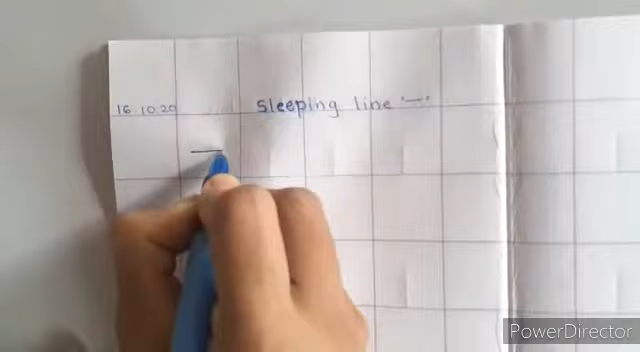 16.10.20 Sleeping line '—'
—
PowerDirector